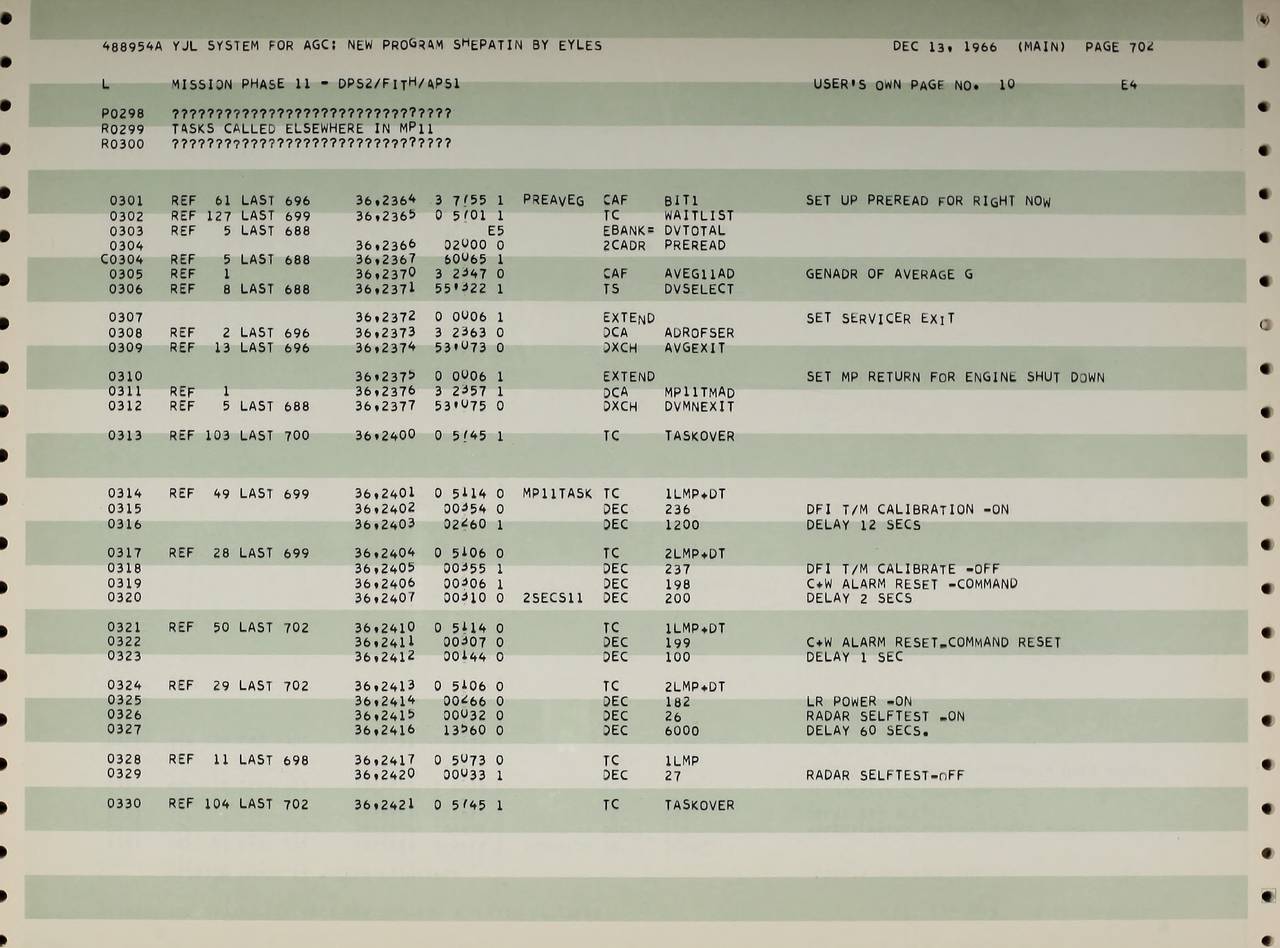 488954A YJL SYSTEM FOR AGC: NEW PROGRAM SHEPATIN BY EYLES DEC 13, 1966 (MAIN) PAGE 702
L MISSION PHASE 11 - DPS2/FITH/APS1 USER'S OWN PAGE NO. 10 E4
P0298 ????????????????????????????????
R0299 TASKS CALLED ELSEWHERE IN MP11
R0300 ????????????????????????????????
0301 REF 61 LAST 696 36,2364 3 7755 1 PREAVEG CAF BIT1 SET UP PREREAD FOR RIGHT NOW
0302 REF 127 LAST 699 36,2365 0 5701 1 TC WAITLIST
0303 REF 5 LAST 688 E5 EBANK= DVTOTAL
0304 36,2366 02000 0 2CADR PREREAD
C0304 REF 5 LAST 688 36,2367 60065 1
0305 REF 1 36,2370 3 2347 0 CAF AVEG11AD GENADR OF AVERAGE G
0306 REF 8 LAST 688 36,2371 55'322 1 TS DVSELECT
0307 36,2372 0 0006 1 EXTEND SET SERVICER EXIT
0308 REF 2 LAST 696 36,2373 3 2363 0 DCA ADROFSER
0309 REF 13 LAST 696 36,2374 53'073 0 DXCH AVGEXIT
0310 36,2375 0 0006 1 EXTEND SET MP RETURN FOR ENGINE SHUT DOWN
0311 REF 1 36,2376 3 2357 1 DCA MP11TMAD
0312 REF 5 LAST 688 36,2377 53'075 0 DXCH DVMNEXIT
0313 REF 103 LAST 700 36,2400 0 5745 1 TC TASKOVER
0314 REF 49 LAST 699 36,2401 0 5114 0 MP11TASK TC 1LMP+DT
0315 36,2402 00354 0 DEC 236 DFI T/M CALIBRATION -ON
0316 36,2403 02260 1 DEC 1200 DELAY 12 SECS
0317 REF 28 LAST 699 36,2404 0 5106 0 TC 2LMP+DT
0318 36,2405 00355 1 DEC 237 DFI T/M CALIBRATE -OFF
0319 36,2406 00306 1 DEC 198 C+W ALARM RESET -COMMAND
0320 36,2407 00310 0 2SECS11 DEC 200 DELAY 2 SECS
0321 REF 50 LAST 702 36,2410 0 5114 0 TC 1LMP+DT
0322 36,2411 00307 0 DEC 199 C+W ALARM RESET-COMMAND RESET
0323 36,2412 00144 0 DEC 100 DELAY 1 SEC
0324 REF 29 LAST 702 36,2413 0 5106 0 TC 2LMP+DT
0325 36,2414 00266 0 DEC 182 LR POWER -ON
0326 36,2415 00032 0 DEC 26 RADAR SELFTEST -ON
0327 36,2416 13560 0 DEC 6000 DELAY 60 SECS.
0328 REF 11 LAST 698 36,2417 0 5073 0 TC 1LMP
0329 36,2420 00033 1 DEC 27 RADAR SELFTEST-OFF
0330 REF 104 LAST 702 36,2421 0 5745 1 TC TASKOVER